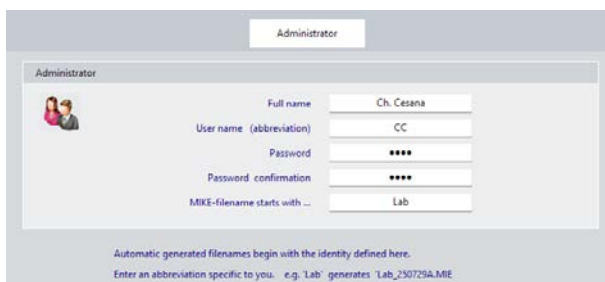 Administrator
Administrator
Full name Ch. Cesana
User name (abbreviation) CC
Password ••••
Password confirmation ••••
MIKE-filename starts with ... Lab
Automatic generated filenames begin with the identity defined here.
Enter an abbreviation specific to you. e.g. 'Lab' generates 'Lab_250729A.MIE